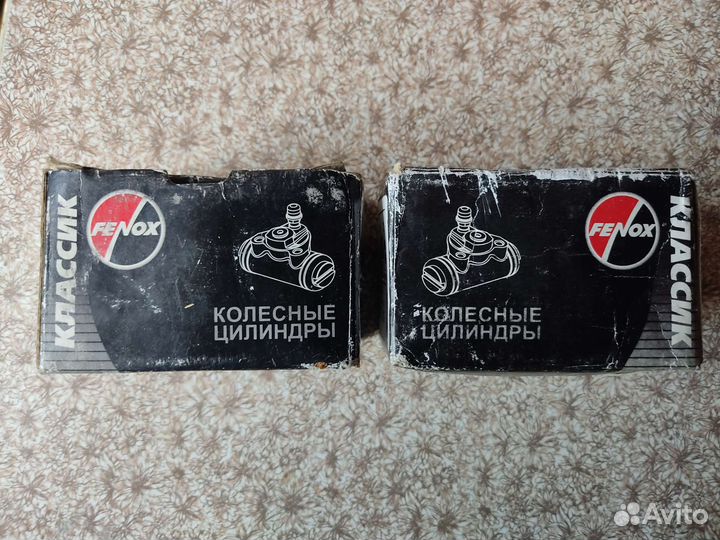 КЛАССИК
FENOX
КОЛЕСНЫЕ
ЦИЛИНДРЫ
FENOX
КОЛЕСНЫЕ
ЦИЛИНДРЫ
КЛАССИК
Avito